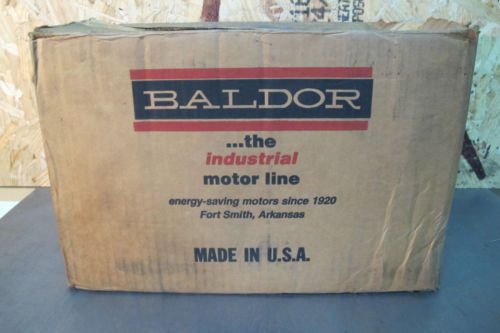 BALDOR
...the
industrial
motor line
energy-saving motors since 1920
Fort Smith, Arkansas
MADE IN U.S.A.